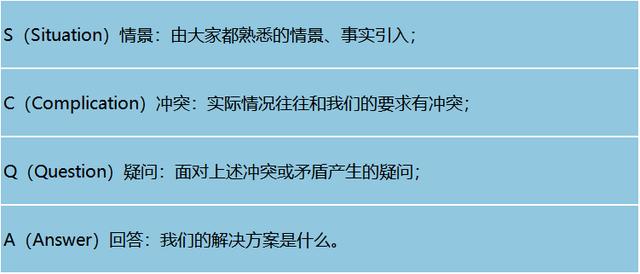 S（Situation）情景：由大家都熟悉的情景、事实引入；
C（Complication）冲突：实际情况往往和我们的要求有冲突；
Q（Question）疑问：面对上述冲突或矛盾产生的疑问；
A（Answer）回答：我们的解决方案是什么。